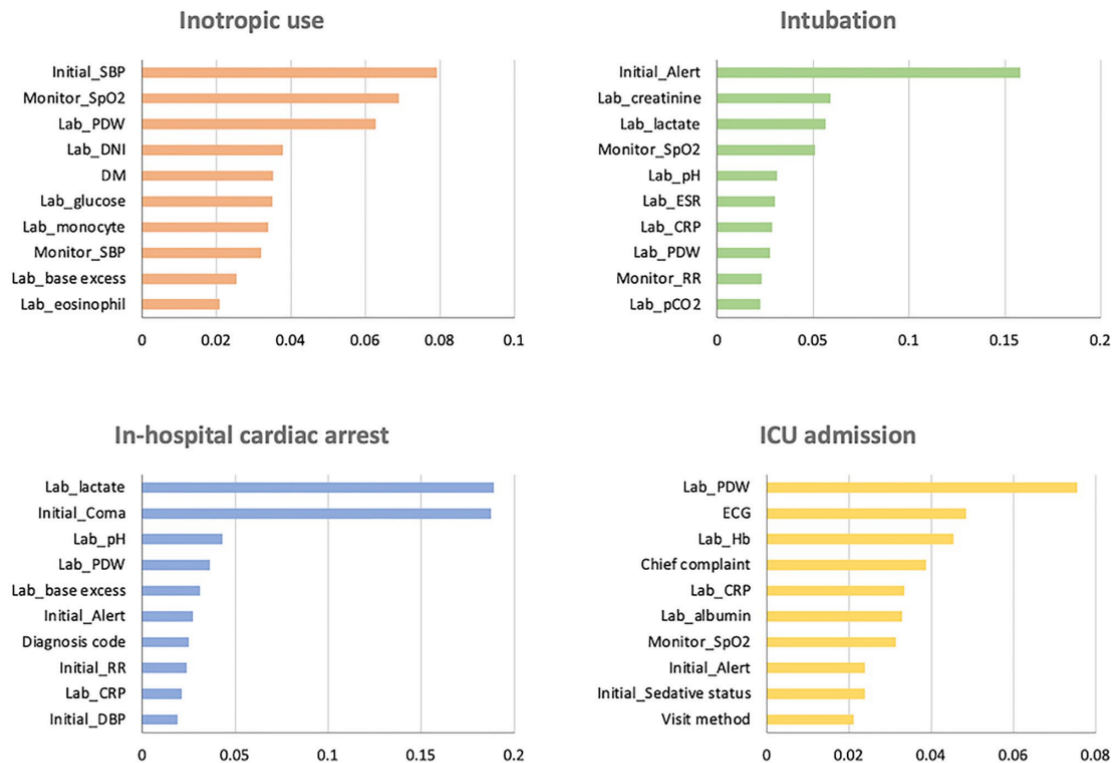 Inotropic use
Initial_SBP
Monitor_SpO2
Lab_PDW
Lab_DNI
DM
Lab_glucose
Lab_monocyte
Monitor_SBP
Lab_base excess
Lab_eosinophil
0 0.02 0.04 0.06 0.08 0.1
Intubation
Initial_Alert
Lab_creatinine
Lab_lactate
Monitor_SpO2
Lab_pH
Lab_ESR
Lab_CRP
Lab_PDW
Monitor_RR
Lab_pCO2
0 0.05 0.1 0.15 0.2
In-hospital cardiac arrest
Lab_lactate
Initial_Coma
Lab_pH
Lab_PDW
Lab_base excess
Initial_Alert
Diagnosis code
Initial_RR
Lab_CRP
Initial_DBP
0 0.05 0.1 0.15 0.2
ICU admission
Lab_PDW
ECG
Lab_Hb
Chief complaint
Lab_CRP
Lab_albumin
Monitor_SpO2
Initial_Alert
Initial_Sedative status
Visit method
0 0.02 0.04 0.06 0.08